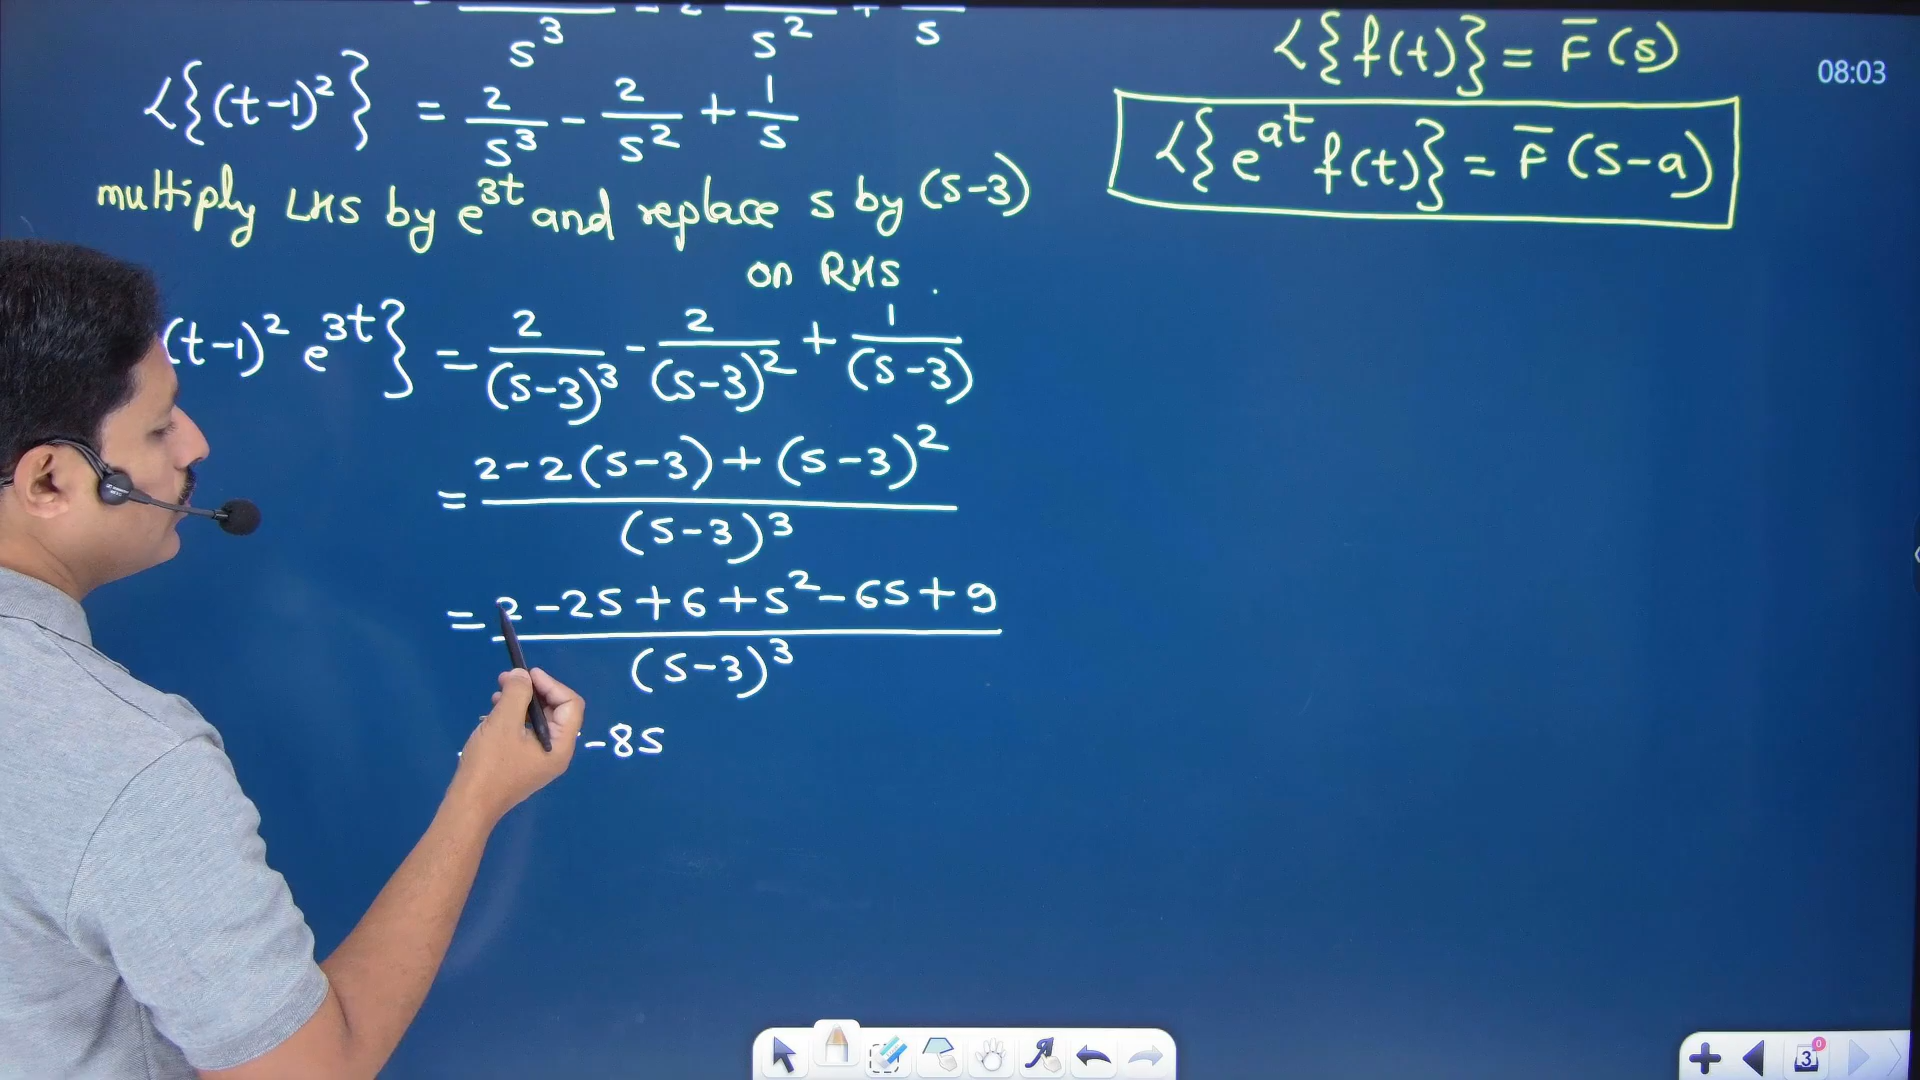 s³ s² s
L{(t-1)²} = 2/s³ - 2/s² + 1/s
multiply LHS by e^3t and replace s by (s-3)
on RHS .
(t-1)² e^3t} = 2/(s-3)³ - 2/(s-3)² + 1/(s-3)
= 2-2(s-3)+(s-3)² / (s-3)³
= 2-2s+6+s²-6s+9 / (s-3)³
-8s
L{f(t)} = F̅(s)
L{e^at f(t)} = F̅(s-a)
08:03
3
0